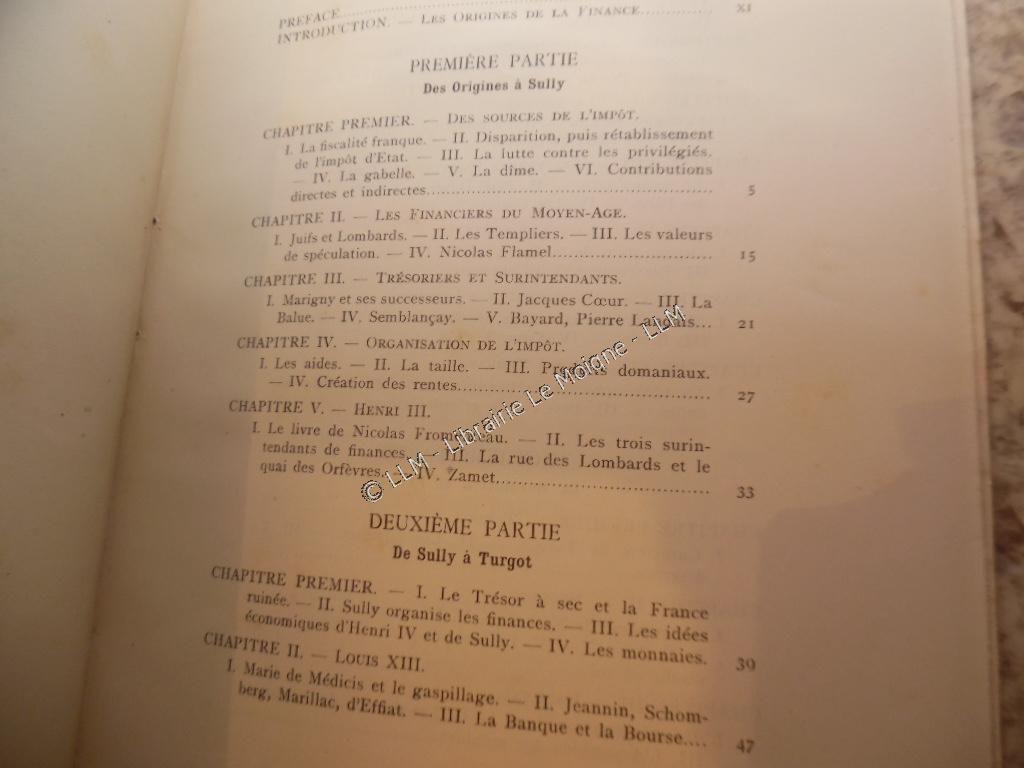 PREFACE
INTRODUCTION. — LES ORIGINES DE LA FINANCE............ XI
PREMIÈRE PARTIE
Des Origines à Sully
CHAPITRE PREMIER. — DES SOURCES DE L'IMPÔT.
I. La fiscalité franque. — II. Disparition, puis rétablissement
de l'impôt d'Etat. — III. La lutte contre les privilégiés.
— IV. La gabelle. — V. La dîme. — VI. Contributions
directes et indirectes............ 5
CHAPITRE II. — LES FINANCIERS DU MOYEN-AGE.
I. Juifs et Lombards. — II. Les Templiers. — III. Les valeurs
de spéculation. — IV. Nicolas Flamel............ 15
CHAPITRE III. — TRÉSORIERS ET SURINTENDANTS.
I. Marigny et ses successeurs. — II. Jacques Cœur. — III. La
Balue. — IV. Semblançay. — V. Bayard, Pierre Landais... 21
CHAPITRE IV. — ORGANISATION DE L'IMPÔT.
I. Les aides. — II. La taille. — III. Produits domaniaux.
— IV. Création des rentes............ 27
CHAPITRE V. — HENRI III.
I. Le livre de Nicolas — II. Les trois surin-
tendants de finances. — III. La rue des Lombards et le
quai des Orfèvres. — IV. Zamet............ 33
© LLM - Librairie Le Moigne - LLM
DEUXIÈME PARTIE
De Sully à Turgot
CHAPITRE PREMIER. — I. Le Trésor à sec et la France
ruinée. — II. Sully organise les finances. — III. Les idées
économiques d'Henri IV et de Sully. — IV. Les monnaies. 39
CHAPITRE II. — LOUIS XIII.
I. Marie de Médicis et le gaspillage. — II. Jeannin, Schom-
berg, Marillac, d'Effiat. — III. La Banque et la Bourse.... 47